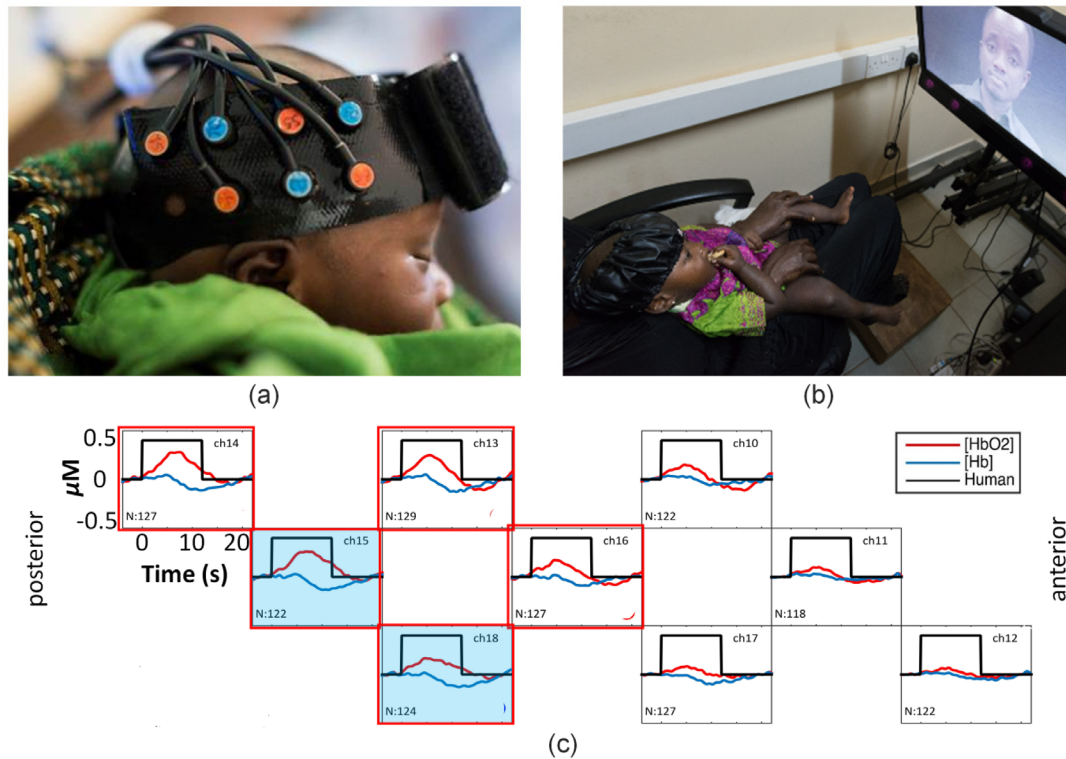 (a)
(b)
0.5
0
-0.5
µM
posterior
anterior
ch14
N:127
0 10 20
Time (s)
ch13
N:129
ch10
N:122
[HbO2]
[Hb]
Human
ch15
N:122
ch16
N:127
ch11
N:118
ch18
N:124
ch17
N:127
ch12
N:122
(c)